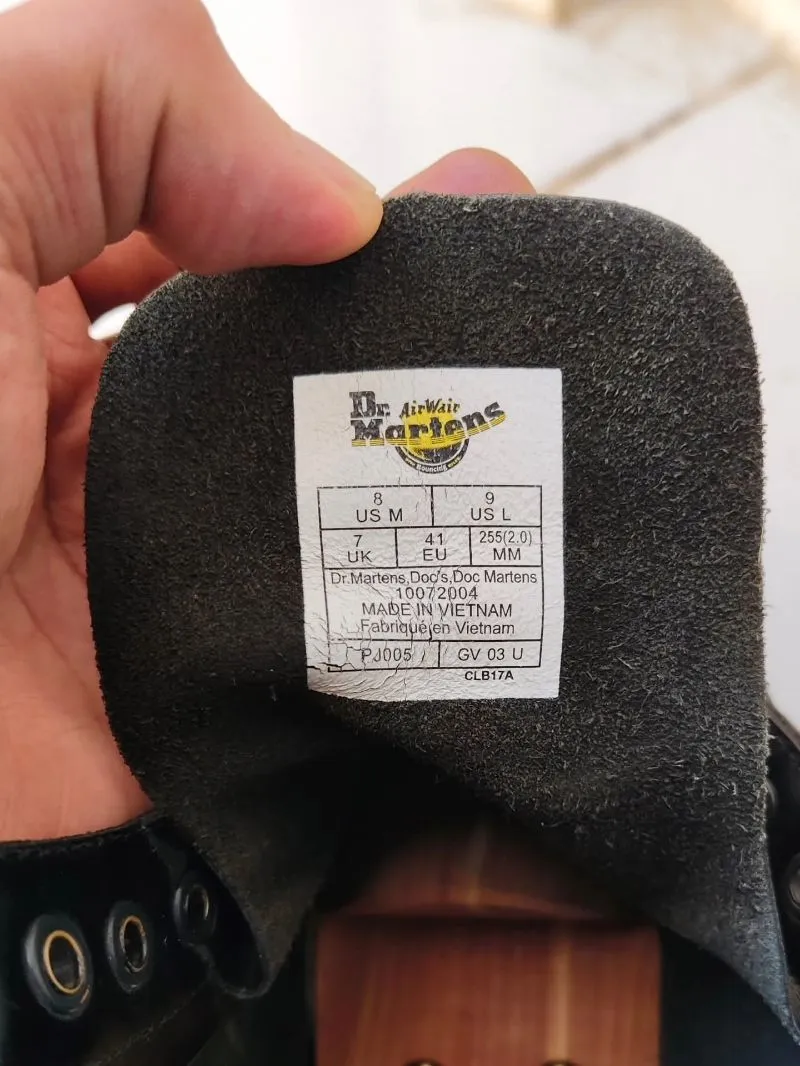 Dr. AirWair
Martens
Bouncing
8 9
US M US L
7 41 255(2.0)
UK EU MM
Dr.Martens,Doc's,Doc Martens
10072004
MADE IN VIETNAM
Fabriqué en Vietnam
PJ005 GV 03 U
CLB17A